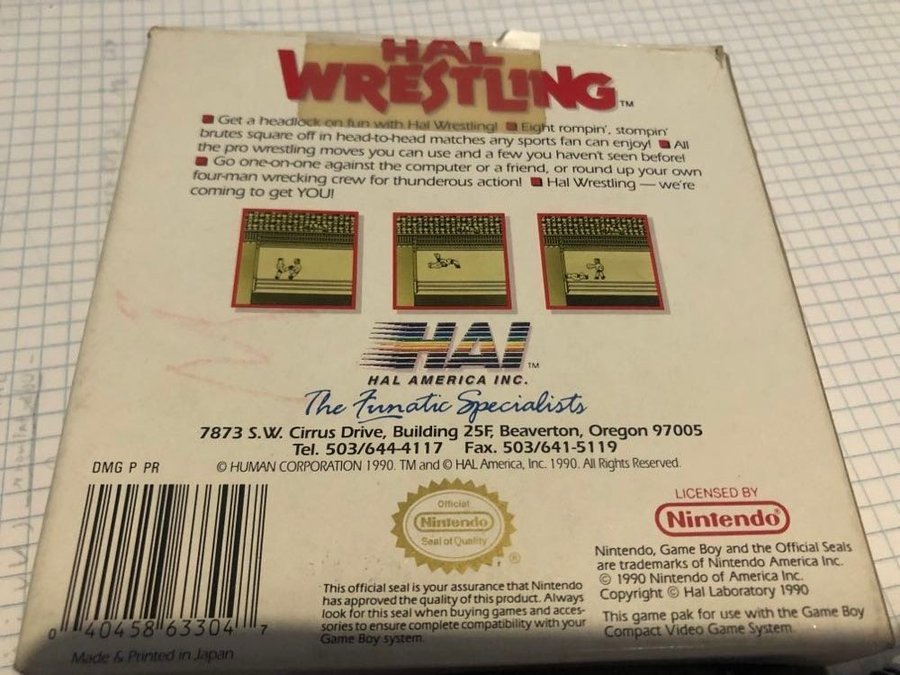 HAL
WRESTLING™
■ Get a headlock on fun with Hal Wrestling! ■ Eight rompin', stompin'
brutes square off in head-to-head matches any sports fan can enjoy! ■ All
the pro wrestling moves you can use and a few you haven't seen before!
■ Go one-on-one against the computer or a friend, or round up your own
four-man wrecking crew for thunderous action! ■ Hal Wrestling — we're
coming to get YOU!
HAL™
HAL AMERICA INC.
The Funatic Specialists
7873 S.W. Cirrus Drive, Building 25F, Beaverton, Oregon 97005
Tel. 503/644-4117 Fax. 503/641-5119
© HUMAN CORPORATION 1990. TM and © HAL America, Inc. 1990. All Rights Reserved.
DMG P PR
0 40458 63304 7
Made & Printed in Japan
Official
Nintendo
Seal of Quality
®
This official seal is your assurance that Nintendo
has approved the quality of this product. Always
look for this seal when buying games and acces-
sories to ensure complete compatibility with your
Game Boy system.
LICENSED BY
Nintendo®
Nintendo, Game Boy and the Official Seals
are trademarks of Nintendo America Inc.
© 1990 Nintendo of America Inc.
Copyright © Hal Laboratory 1990
This game pak for use with the Game Boy
Compact Video Game System.